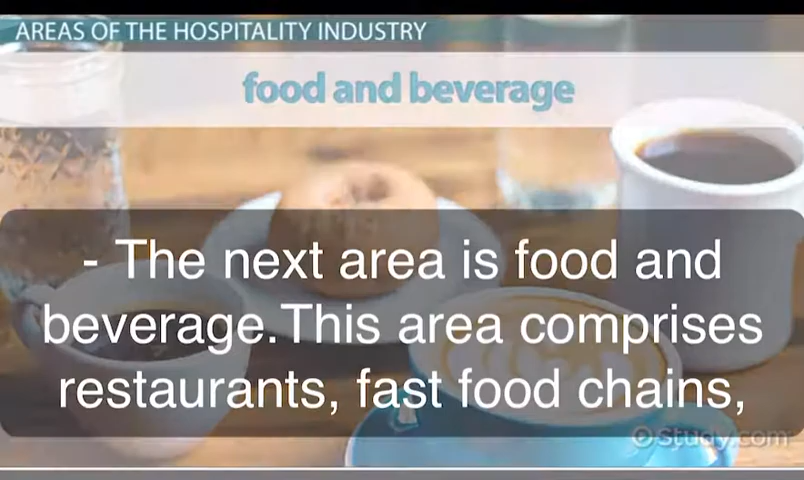 AREAS OF THE HOSPITALITY INDUSTRY
food and beverage
- The next area is food and
beverage.This area comprises
restaurants, fast food chains,
Study.com